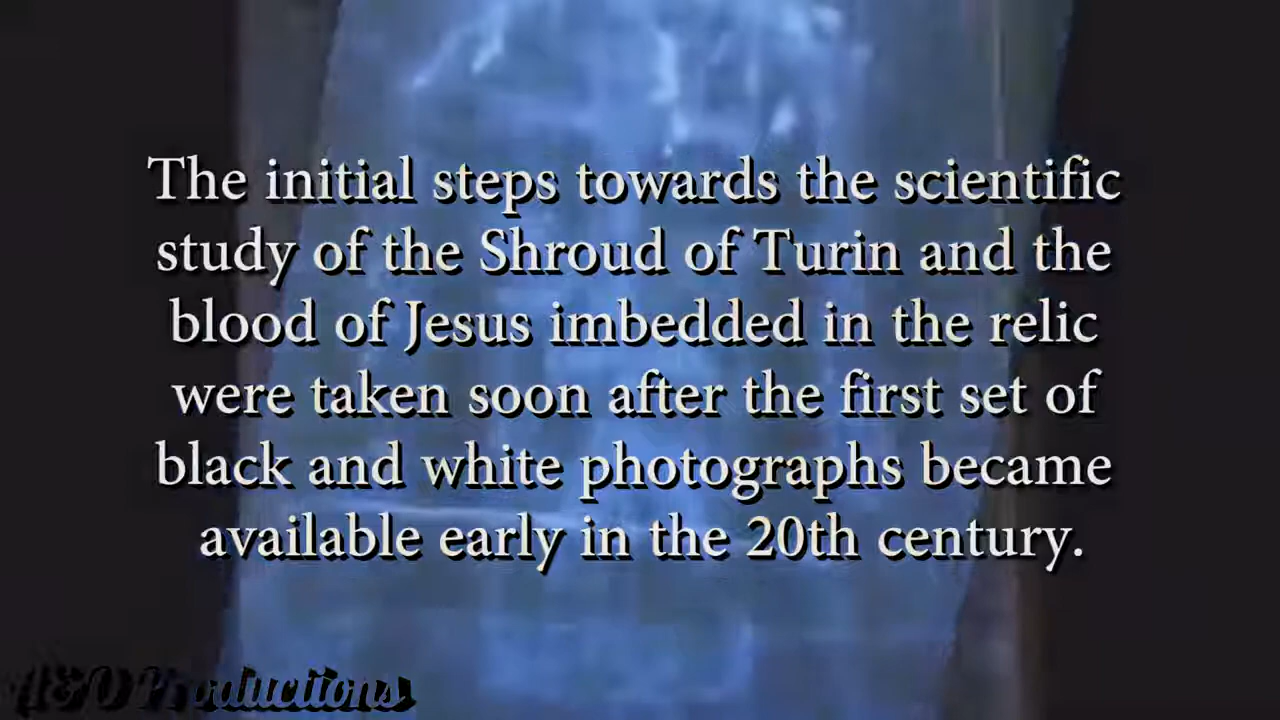 The initial steps towards the scientific
study of the Shroud of Turin and the
blood of Jesus imbedded in the relic
were taken soon after the first set of
black and white photographs became
available early in the 20th century.
A&O Productions